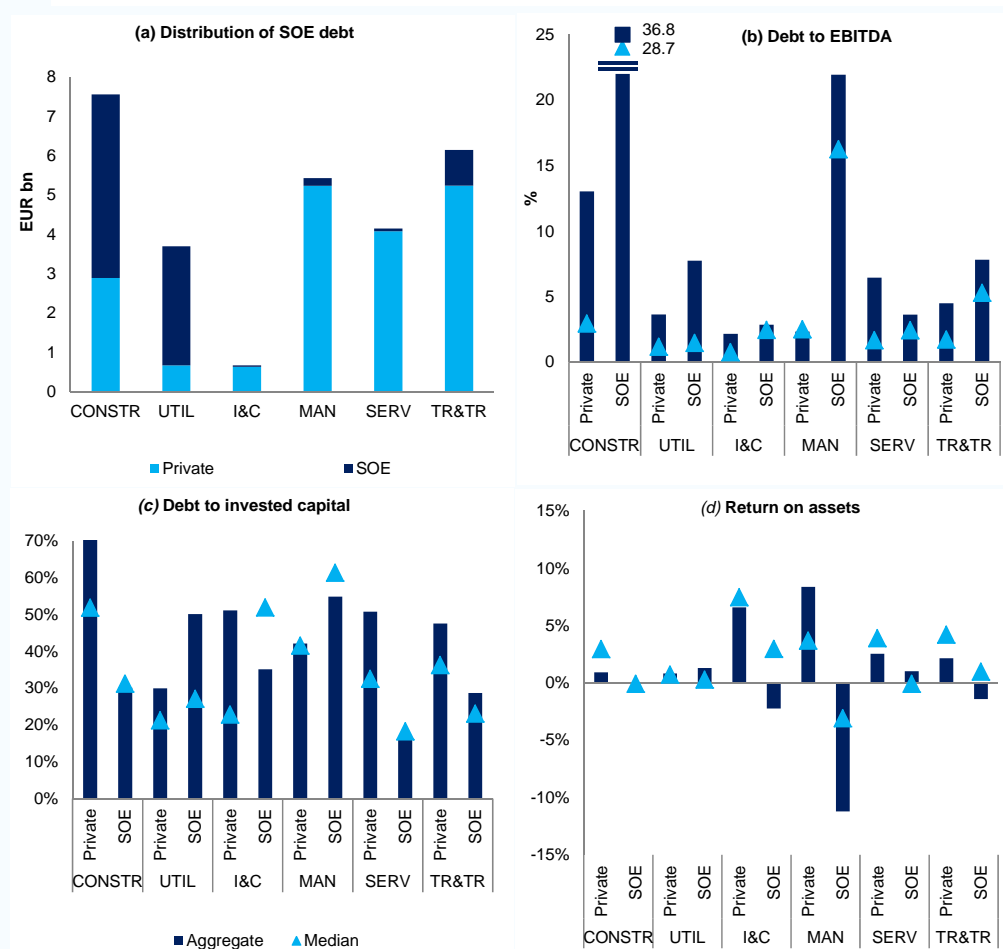 (a) Distribution of SOE debt
8
7
6
5
4
3
2
1
0
EUR bn
CONSTR UTIL I&C MAN SERV TR&TR
Private SOE
(b) Debt to EBITDA
36.8
28.7
25
20
15
10
5
0
%
Private SOE Private SOE Private SOE Private SOE Private SOE Private SOE
CONSTR UTIL I&C MAN SERV TR&TR
(c) Debt to invested capital
70%
60%
50%
40%
30%
20%
10%
0%
Private SOE Private SOE Private SOE Private SOE Private SOE Private SOE
CONSTR UTIL I&C MAN SERV TR&TR
Aggregate Median
(d) Return on assets
15%
10%
5%
0%
-5%
-10%
-15%
Private SOE Private SOE Private SOE Private SOE Private SOE Private SOE
CONSTR UTIL I&C MAN SERV TR&TR